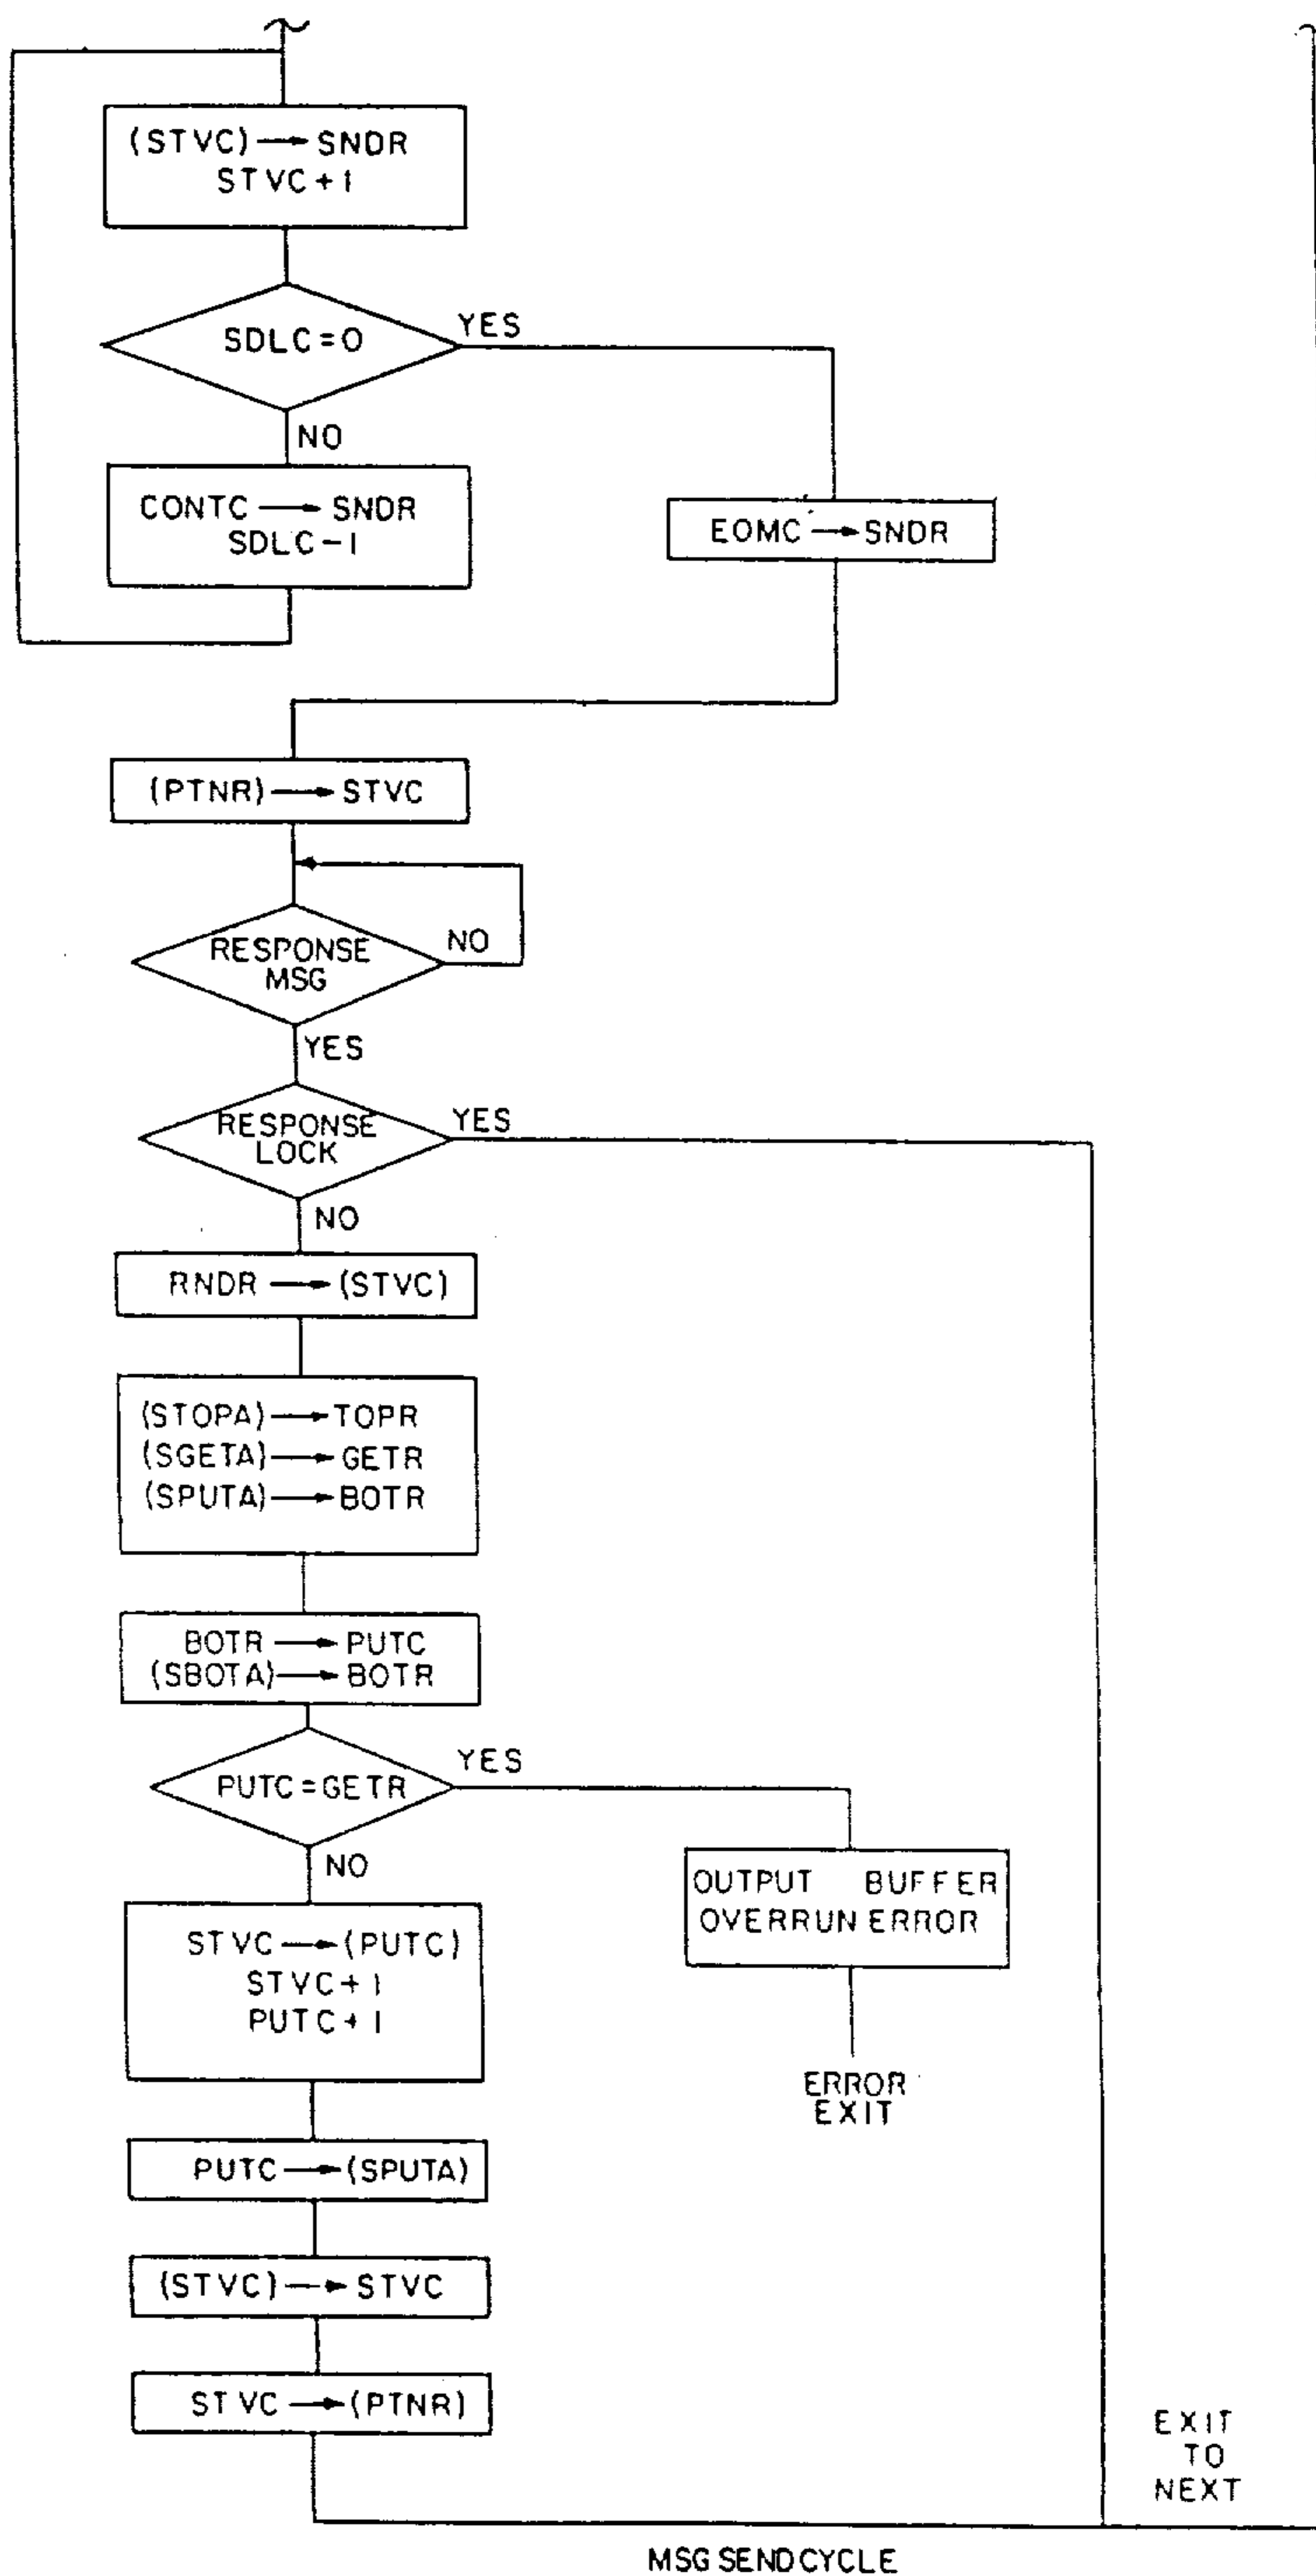 (STVC) → SNDR
STVC + 1
SDLC = 0
YES
NO
CONTC → SNDR
SDLC - 1
EOMC → SNDR
(PTNR) → STVC
RESPONSE
MSG
NO
YES
RESPONSE
LOCK
YES
NO
RNDR → (STVC)
(STOPA) → TOPR
(SGETA) → GETR
(SPUTA) → BOTR
BOTR → PUTC
(SBOTA) → BOTR
PUTC = GETR
YES
NO
OUTPUT BUFFER
OVERRUN ERROR
ERROR
EXIT
STVC → (PUTC)
STVC + 1
PUTC + 1
PUTC → (SPUTA)
(STVC) → STVC
STVC → (PTNR)
EXIT
TO
NEXT
MSG SEND CYCLE